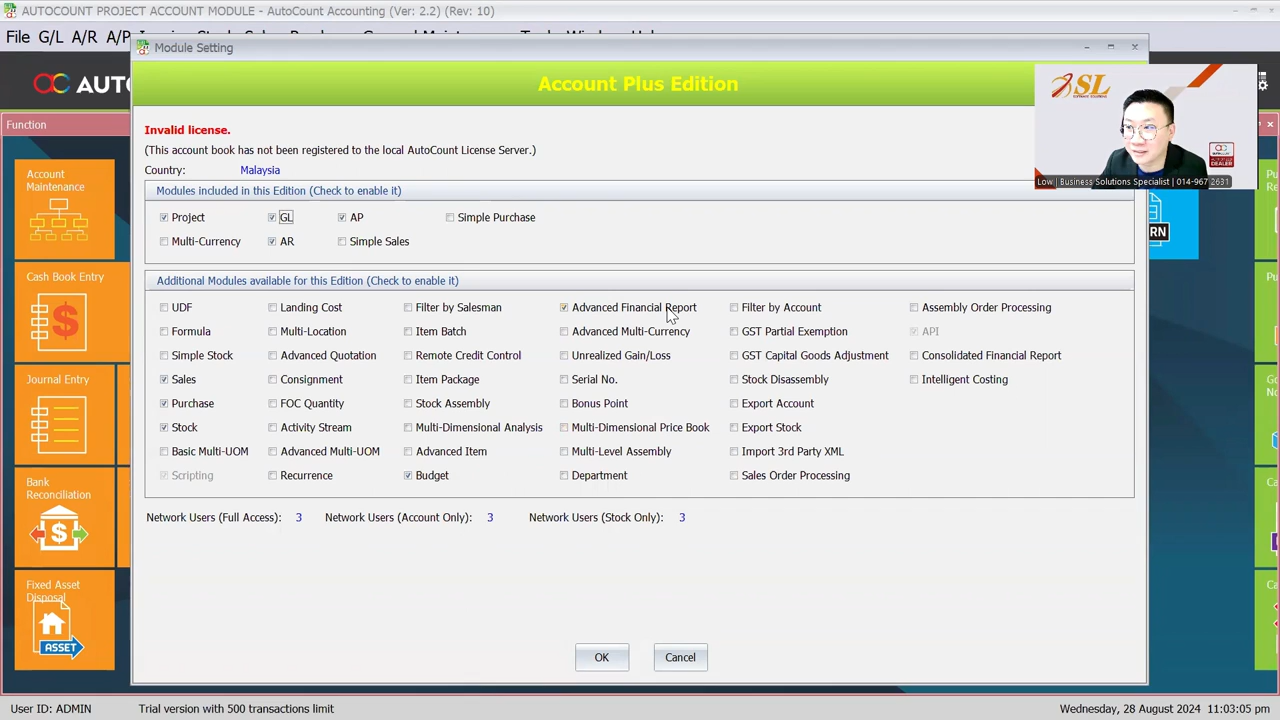 AUTOCOUNT PROJECT ACCOUNT MODULE - AutoCount Accounting (Ver: 2.2) (Rev: 10)
File G/L A/R A/P
Module Setting
AUTO
Account Plus Edition
SL
Function
Invalid license.
(This account book has not been registered to the local AutoCount License Server.)
Country: Malaysia
Low | Business Solutions Specialist | 014-967 2631
Modules included in this Edition (Check to enable it)
Project GL AP Simple Purchase
Multi-Currency AR Simple Sales
RN
Additional Modules available for this Edition (Check to enable it)
UDF Landing Cost Filter by Salesman Advanced Financial Report Filter by Account Assembly Order Processing
Formula Multi-Location Item Batch Advanced Multi-Currency GST Partial Exemption API
Simple Stock Advanced Quotation Remote Credit Control Unrealized Gain/Loss GST Capital Goods Adjustment Consolidated Financial Report
Sales Consignment Item Package Serial No. Stock Disassembly Intelligent Costing
Purchase FOC Quantity Stock Assembly Bonus Point Export Account
Stock Activity Stream Multi-Dimensional Analysis Multi-Dimensional Price Book Export Stock
Basic Multi-UOM Advanced Multi-UOM Advanced Item Multi-Level Assembly Import 3rd Party XML
Scripting Recurrence Budget Department Sales Order Processing
Network Users (Full Access): 3 Network Users (Account Only): 3 Network Users (Stock Only): 3
Account
Maintenance
Cash Book Entry
Journal Entry
Bank
Reconciliation
Fixed Asset
Disposal
ASSET
OK Cancel
User ID: ADMIN Trial version with 500 transactions limit Wednesday, 28 August 2024 11:03:05 pm